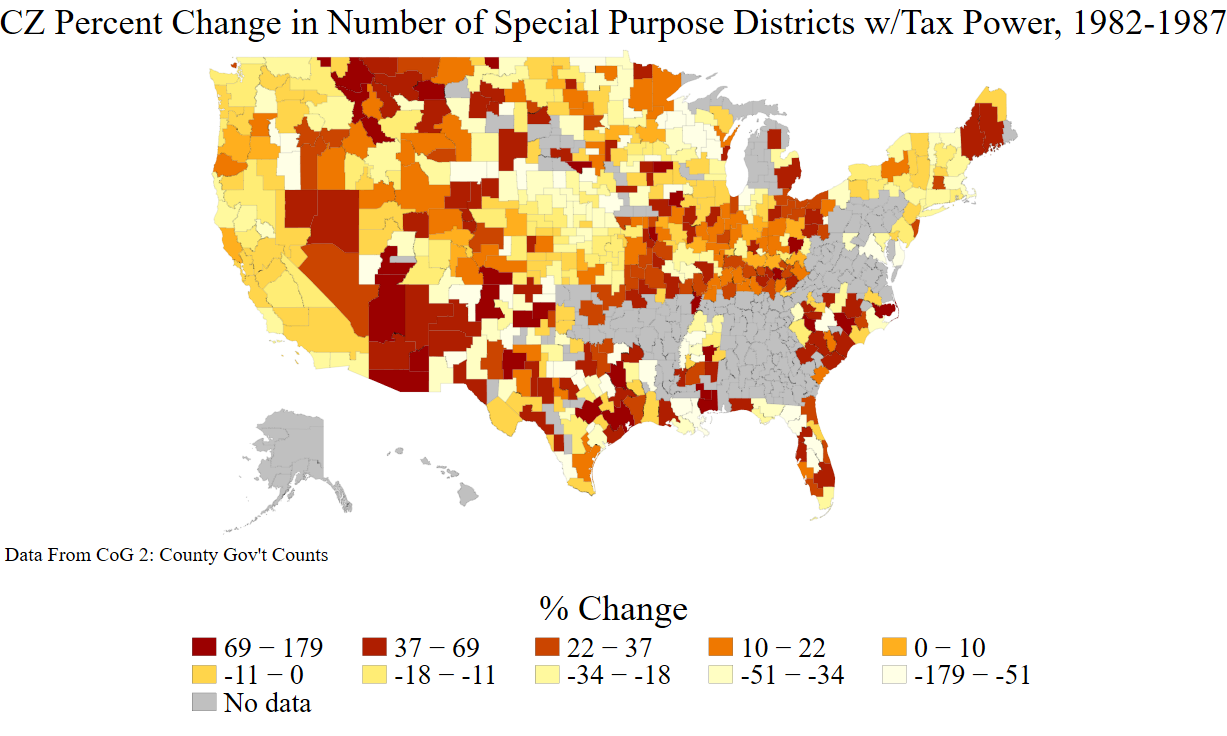 CZ Percent Change in Number of Special Purpose Districts w/Tax Power, 1982-1987
Data From CoG 2: County Gov't Counts
% Change
69 − 179 37 − 69 22 − 37 10 − 22 0 − 10
-11 − 0 -18 − -11 -34 − -18 -51 − -34 -179 − -51
No data